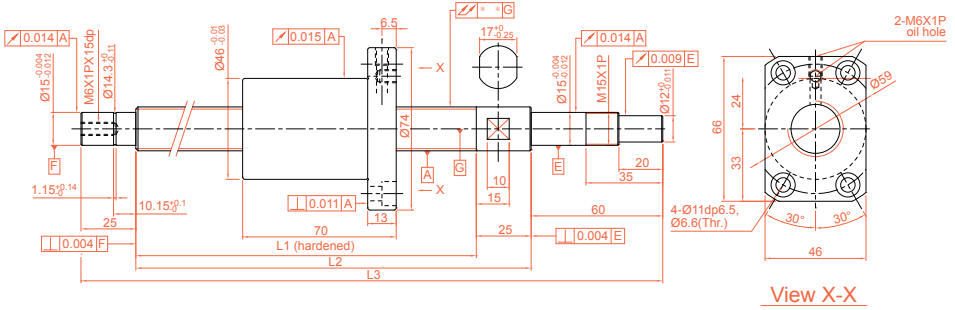 6.5
⌰ * * G
2-M6X1P
oil hole
↗ 0.014 A
Ø46 -0.01 -0.03
↗ 0.015 A
17 +0 -0.25
↗ 0.014 A
↗ 0.009 E
Ø15 -0.004 -0.012
M6X1PX15dp
Ø14.3 +0 -0.11
X
Ø15 -0.004 -0.012
M15X1P
Ø12 +0 -0.011
Ø59
Ø74
66
24
33
F
A
G
E
X
10
15
20
35
1.15 +0.14 -0
10.15 +0.1 -0
⊥ 0.011 A
13
60
4-Ø11dp6.5,
Ø6.6(Thr.)
30°
30°
25
70
25
⊥ 0.004 F
L1 (hardened)
⊥ 0.004 E
46
L2
L3
View X-X